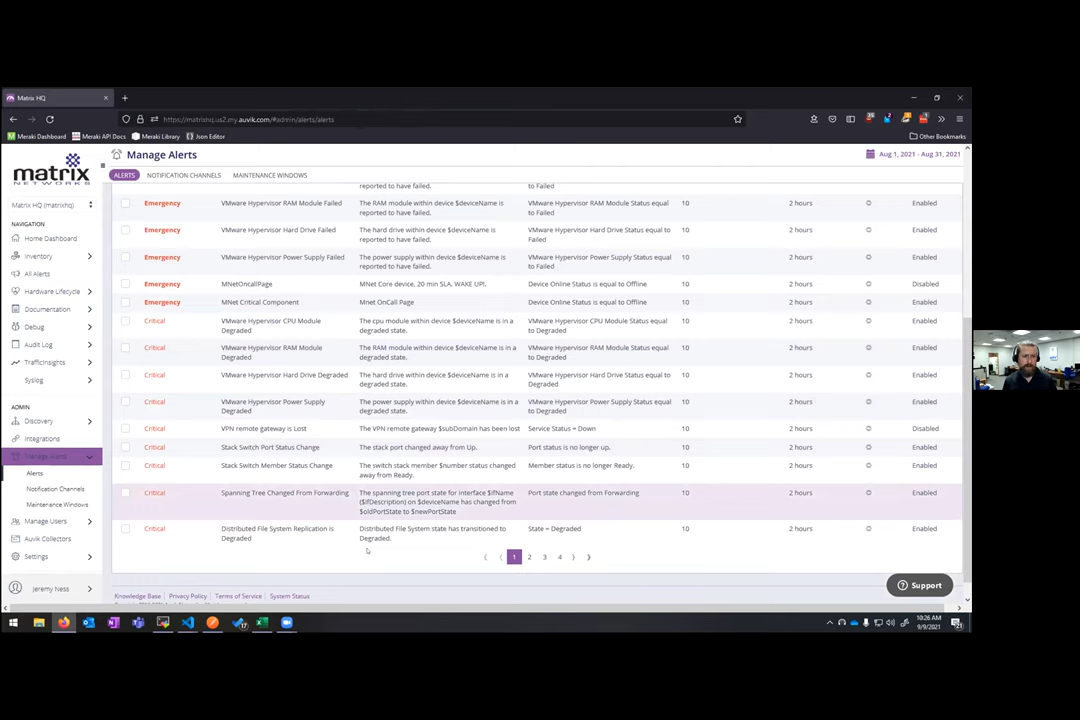 Matrix HQ
https://matrixhq.us2.my.auvik.com/#admin/alerts/alerts
Meraki Dashboard
Meraki API Docs
Meraki Library
Json Editor
Other Bookmarks
matrix
NETWORKS
Matrix HQ (matrixhq)
NAVIGATION
Home Dashboard
Inventory
All Alerts
Hardware Lifecycle
Documentation
Debug
Audit Log
TrafficInsights
Syslog
ADMIN
Discovery
Integrations
Manage Alerts
Alerts
Notification Channels
Maintenance Windows
Manage Users
Auvik Collectors
Settings
Jeremy Ness
Manage Alerts
Aug 1, 2021 - Aug 31, 2021
ALERTS NOTIFICATION CHANNELS MAINTENANCE WINDOWS
reported to have failed. to Failed
Emergency VMware Hypervisor RAM Module Failed The RAM module within device $deviceName is VMware Hypervisor RAM Module Status equal 10 2 hours Enabled
reported to have failed. to Failed
Emergency VMware Hypervisor Hard Drive Failed The hard drive within device $deviceName is VMware Hypervisor Hard Drive Status equal to 10 2 hours Enabled
reported to have failed. Failed
Emergency VMware Hypervisor Power Supply Failed The power supply within device $deviceName is VMware Hypervisor Power Supply Status equal 10 2 hours Enabled
reported to have failed. to Failed
Emergency MNetOncallPage MNet Core device, 20 min SLA. WAKE UP!. Device Online Status is equal to Offline 10 2 hours Disabled
Emergency MNet Critical Component Mnet OnCall Page Device Online Status is equal to Offline 10 2 hours Enabled
Critical VMware Hypervisor CPU Module The cpu module within device $deviceName is in a VMware Hypervisor CPU Module Status equal 10 2 hours Enabled
Degraded degraded state. to Degraded
Critical VMware Hypervisor RAM Module The RAM module within device $deviceName is in a VMware Hypervisor RAM Module Status equal 10 2 hours Enabled
Degraded degraded state. to Degraded
Critical VMware Hypervisor Hard Drive Degraded The hard drive within device $deviceName is in a VMware Hypervisor Hard Drive Status equal to 10 2 hours Enabled
degraded state. Degraded
Critical VMware Hypervisor Power Supply The power supply within device $deviceName is in a VMware Hypervisor Power Supply Status equal 10 2 hours Enabled
Degraded degraded state. to Degraded
Critical VPN remote gateway is Lost The VPN remote gateway $subDomain has been lost Service Status = Down 10 2 hours Disabled
Critical Stack Switch Port Status Change The stack port changed away from Up. Port status is no longer up. 10 2 hours Enabled
Critical Stack Switch Member Status Change The switch stack member $number status changed Member status is no longer Ready. 10 2 hours Enabled
away from Ready.
Critical Spanning Tree Changed From Forwarding The spanning tree port state for interface $ifName Port state changed from Forwarding 10 2 hours Enabled
($ifDescription) on $deviceName has changed from
$oldPortState to $newPortState
Critical Distributed File System Replication is Distributed File System state has transitioned to State = Degraded 10 2 hours Enabled
Degraded Degraded.
1 2 3 4
Support
Knowledge Base Privacy Policy Terms of Service System Status
10:26 AM
9/9/2021